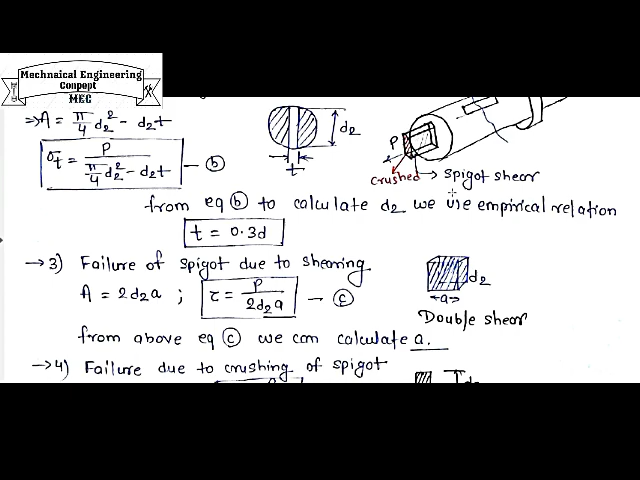 Mechnaical Engineering
Concept
MEC
⇒ A = π/4 d₂² - d₂t
σt = P / (π/4 d₂² - d₂t) — (b)
d₂
t
P
crushed
→ Spigot shear
from eq (b) to calculate d₂ we use empirical relation
t = 0.3d
→ 3) Failure of spigot due to shearing
A = 2d₂a ; τ = P / 2d₂a — (c)
d₂
a
Double shear
from above eq (c) we can calculate a.
→ 4) Failure due to crushing of spigot